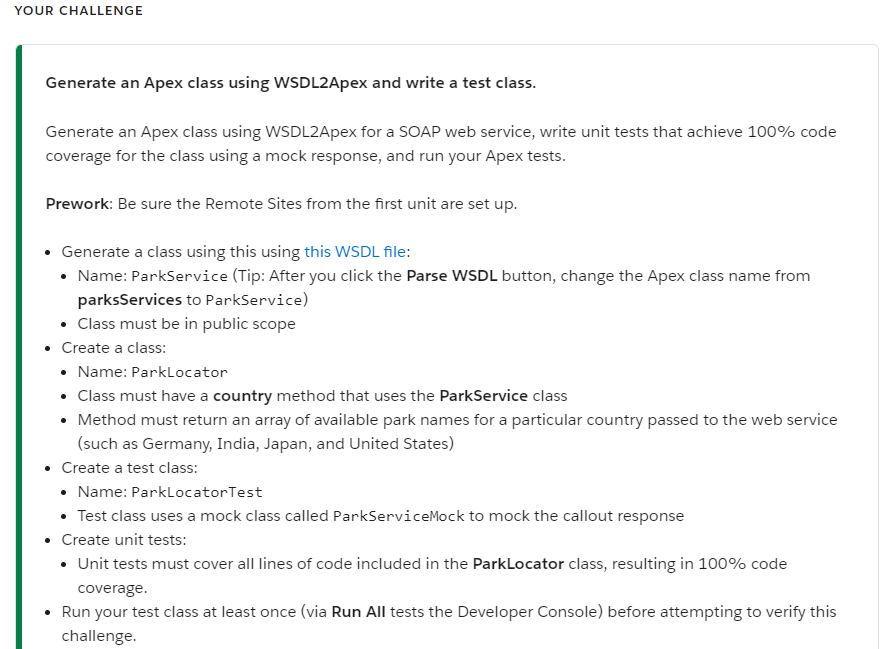 YOUR CHALLENGE
Generate an Apex class using WSDL2Apex and write a test class.
Generate an Apex class using WSDL2Apex for a SOAP web service, write unit tests that achieve 100% code
coverage for the class using a mock response, and run your Apex tests.
Prework: Be sure the Remote Sites from the first unit are set up.
• Generate a class using this using this WSDL file:
• Name: ParkService (Tip: After you click the Parse WSDL button, change the Apex class name from
parksServices to ParkService)
• Class must be in public scope
• Create a class:
• Name: ParkLocator
• Class must have a country method that uses the ParkService class
• Method must return an array of available park names for a particular country passed to the web service
(such as Germany, India, Japan, and United States)
• Create a test class:
• Name: ParkLocatorTest
• Test class uses a mock class called ParkServiceMock to mock the callout response
• Create unit tests:
• Unit tests must cover all lines of code included in the ParkLocator class, resulting in 100% code
coverage.
• Run your test class at least once (via Run All tests the Developer Console) before attempting to verify this
challenge.